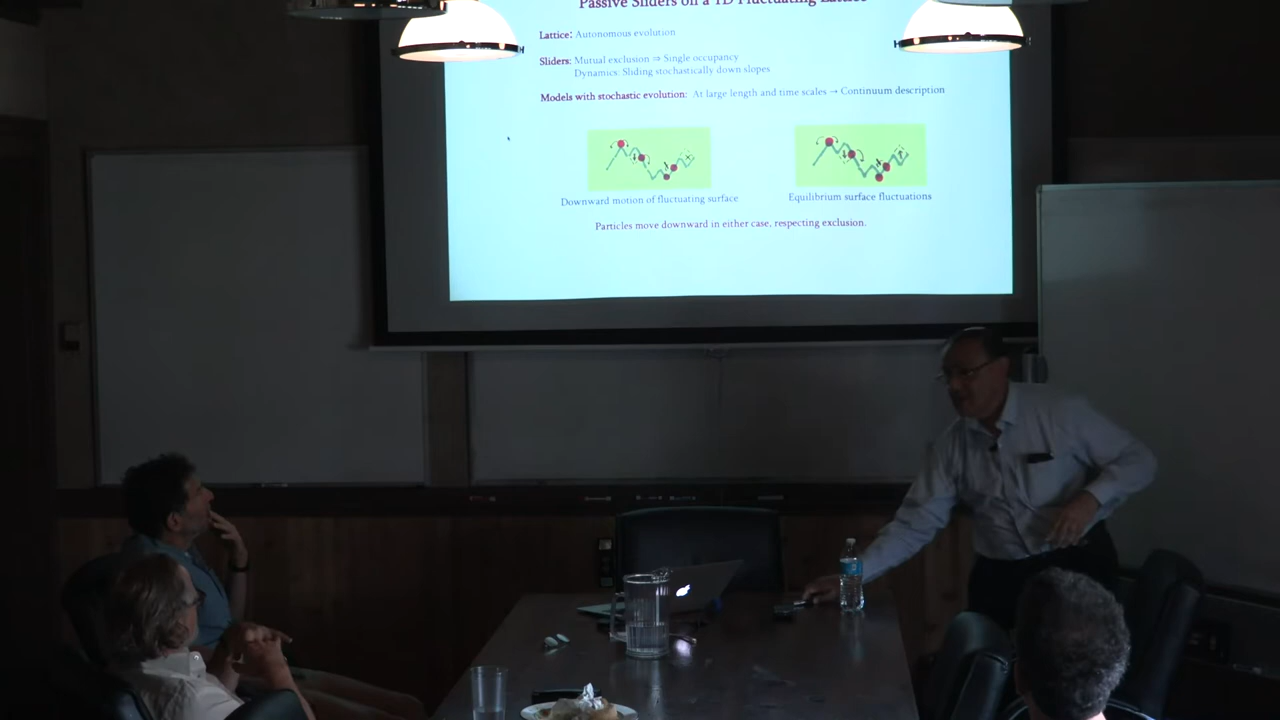 Passive Sliders on a 1D Fluctuating Lattice
Lattice: Autonomous evolution
Sliders: Mutual exclusion ⇒ Single occupancy
Dynamics: Sliding stochastically down slopes
Models with stochastic evolution: At large length and time scales → Continuum description
Downward motion of fluctuating surface
Equilibrium surface fluctuations
Particles move downward in either case, respecting exclusion.